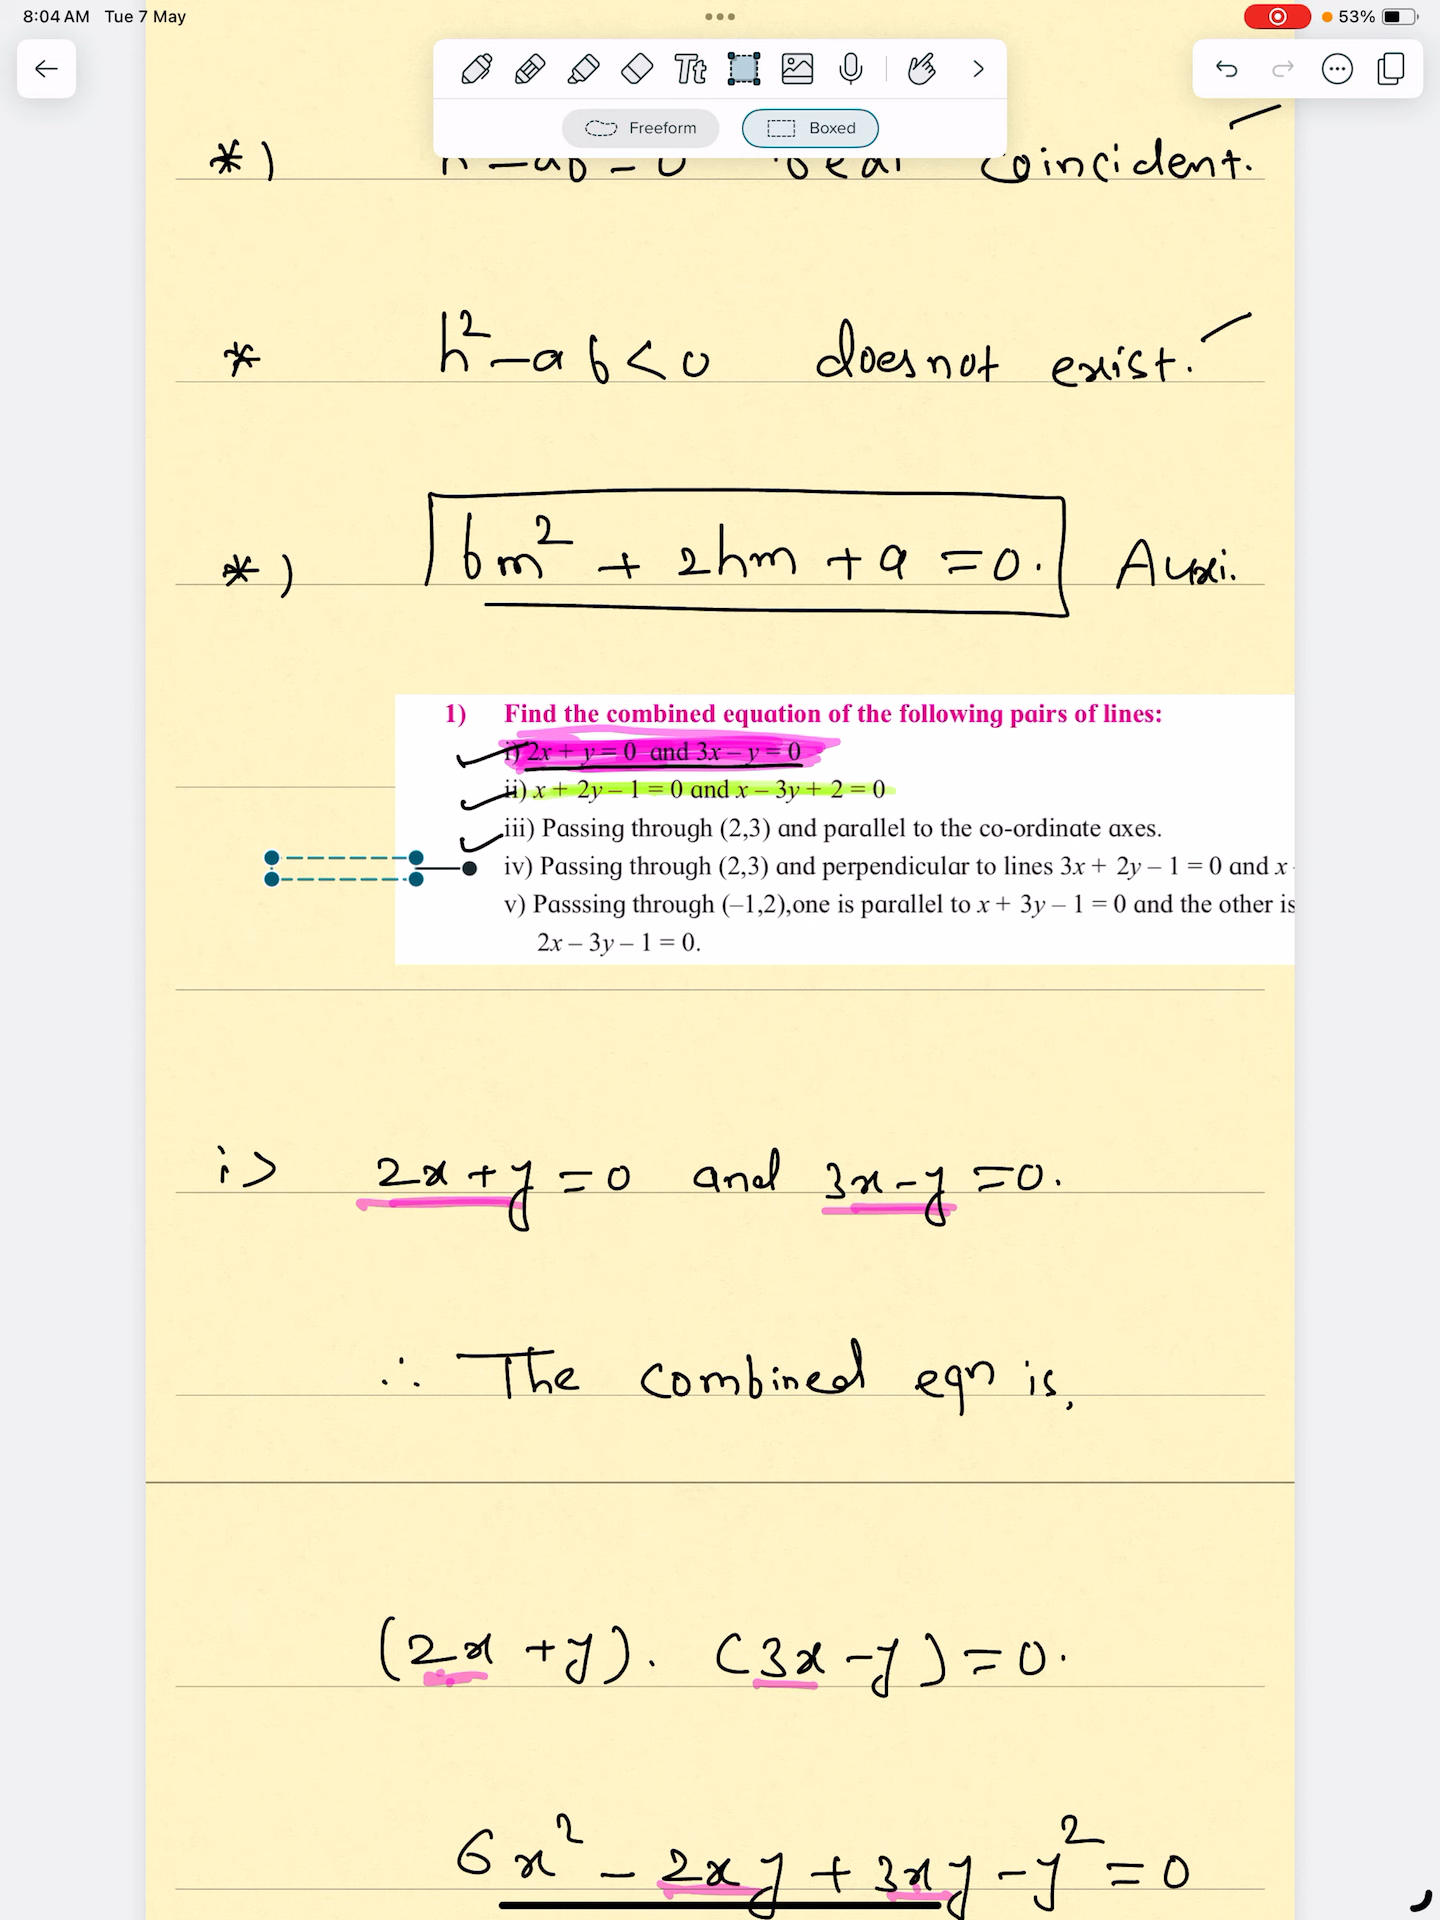 8:04 AM Tue 7 May
53%
Tt
Freeform
Boxed
*) coincident.
* h²-ab<0 does not exist.
*) bm² + 2hm + a = 0. Auxi.
1) Find the combined equation of the following pairs of lines:
i) 2x + y = 0 and 3x – y = 0
ii) x + 2y – 1 = 0 and x – 3y + 2 = 0
iii) Passing through (2,3) and parallel to the co-ordinate axes.
iv) Passing through (2,3) and perpendicular to lines 3x + 2y – 1 = 0 and x
v) Passsing through (–1,2),one is parallel to x + 3y – 1 = 0 and the other is
2x – 3y – 1 = 0.
i> 2x+y=0 and 3x-y=0.
∴ The combined eqn is,
(2x+y). (3x-y)=0.
6x² - 2xy + 3xy - y² = 0